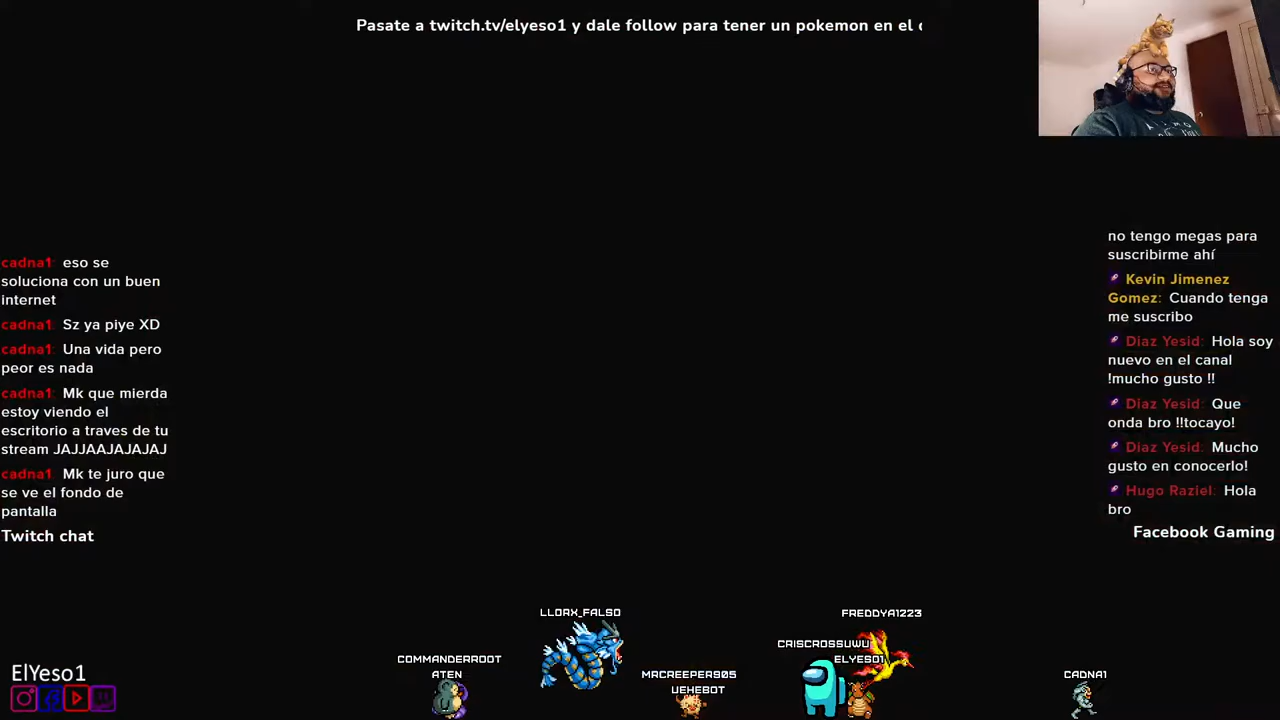 Pasate a twitch.tv/elyeso1 y dale follow para tener un pokemon en el
cadna1: eso se
soluciona con un buen
internet
cadna1: Sz ya piye XD
cadna1: Una vida pero
peor es nada
cadna1: Mk que mierda
estoy viendo el
escritorio a traves de tu
stream JAJJAAJAJAJAJ
cadna1: Mk te juro que
se ve el fondo de
pantalla
Twitch chat
no tengo megas para
suscribirme ahí
Kevin Jimenez
Gomez: Cuando tenga
me suscribo
Diaz Yesid: Hola soy
nuevo en el canal
!mucho gusto !!
Diaz Yesid: Que
onda bro !!tocayo!
Diaz Yesid: Mucho
gusto en conocerlo!
Hugo Raziel: Hola
bro
Facebook Gaming
LLORX_FALSO
FREDDYA1223
CRISCROSSUWU
COMMANDERROOT
ELYESO1
ATEN
MRCREEPER905
CADNA1
UEHEBOT
ElYeso1